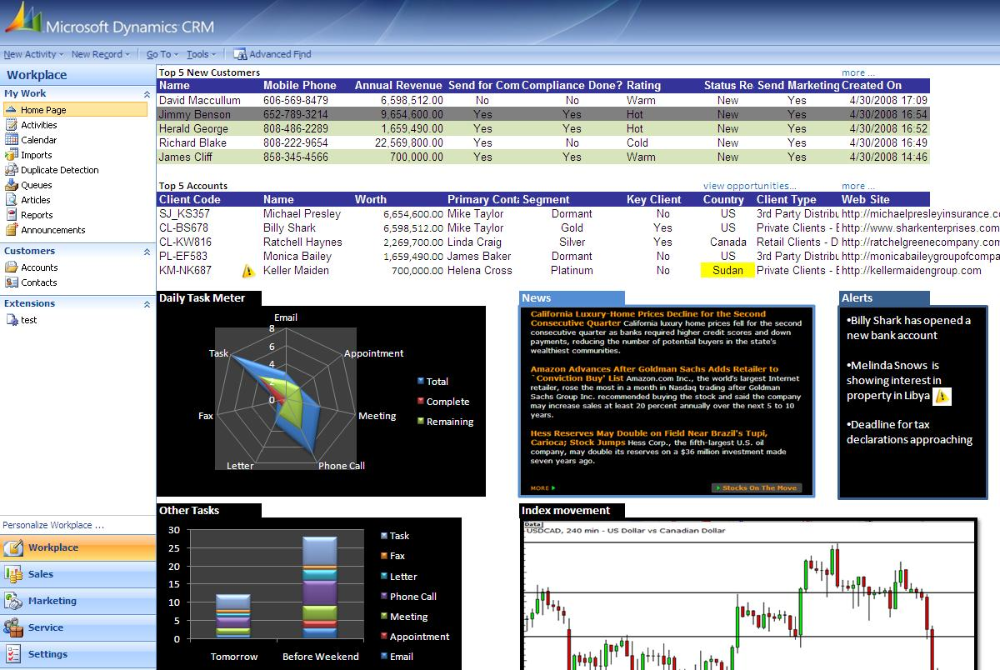 Microsoft Dynamics CRM
New Activity New Record Go To Tools Advanced Find
Workplace
My Work
Home Page
Activities
Calendar
Imports
Duplicate Detection
Queues
Articles
Reports
Announcements
Customers
Accounts
Contacts
Extensions
test
Personalize Workplace ...
Workplace
Sales
Marketing
Service
Settings
Top 5 New Customers more ...
Name Mobile Phone Annual Revenue Send for Com Compliance Done? Rating Status Re Send Marketing Created On
David Maccullum 606-569-8479 6,598,512.00 No No Warm New Yes 4/30/2008 17:09
Jimmy Benson 652-789-3214 9,654,600.00 Yes Yes Hot New Yes 4/30/2008 16:54
Herald George 808-486-2289 1,659,490.00 Yes Yes Hot New Yes 4/30/2008 16:52
Richard Blake 808-222-9654 22,569,800.00 Yes No Cold New Yes 4/30/2008 16:49
James Cliff 858-345-4566 700,000.00 Yes Yes Warm New Yes 4/30/2008 14:46
Top 5 Accounts view opportunities... more ...
Client Code Name Worth Primary Conta Segment Key Client Country Client Type Web Site
SJ_KS357 Michael Presley 6,654,600.00 Mike Taylor Dormant No US 3rd Party Distribu http://michaelpresleyinsurance.c
CL-BS678 Billy Shark 6,598,512.00 Mike Taylor Gold Yes US Private Clients - E http://www.sharkenterprises.com
CL-KW816 Ratchell Haynes 2,269,700.00 Linda Craig Silver Yes Canada Retail Clients - D http://ratchelgreenecompany.com
PL-EF583 Monica Bailey 1,659,490.00 James Baker Dormant No US 3rd Party Distribu http://monicabaileygroupofcompa
KM-NK687 Keller Maiden 700,000.00 Helena Cross Platinum No Sudan Private Clients - E http://kellermaidengroup.com
Daily Task Meter
Email
8
6
4
2
0
Task
Appointment
Fax
Meeting
Letter
Phone Call
Total
Complete
Remaining
News
California Luxury-Home Prices Decline for the Second
Consecutive Quarter California luxury home prices fell for the second
consecutive quarter as banks required higher credit scores and down
payments, reducing the number of potential buyers in the state's
wealthiest communities.
Amazon Advances After Goldman Sachs Adds Retailer to
`Conviction Buy' List Amazon.com Inc., the world's largest Internet
retailer, rose the most in a month in Nasdaq trading after Goldman
Sachs Group Inc. recommended buying the stock and said the company
may increase sales at least 20 percent annually over the next 5 to 10
years.
Hess Reserves May Double on Field Near Brazil's Tupi,
Carioca; Stock Jumps Hess Corp., the fifth-largest U.S. oil
company, may double its reserves on a $36 million investment made
seven years ago.
MORE Stocks On The Move
Alerts
•Billy Shark has opened a
new bank account
•Melinda Snows is
showing interest in
property in Libya
•Deadline for tax
declarations approaching
Other Tasks
30
25
20
15
10
5
0
Tomorrow Before Weekend
Task
Fax
Letter
Phone Call
Meeting
Appointment
Email
Index movement
Data
USDCAD, 240 min - US Dollar vs Canadian Dollar